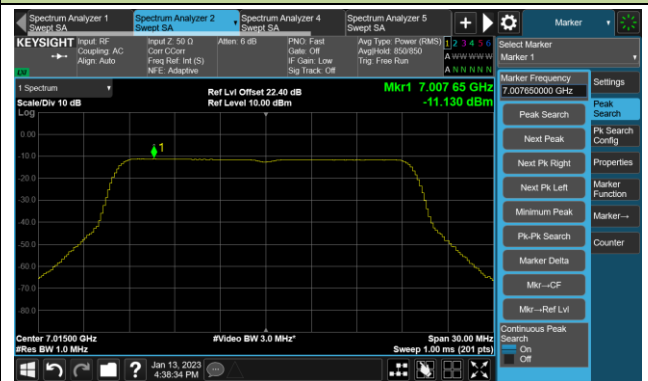 Spectrum Analyzer 1
Swept SA
Spectrum Analyzer 2
Swept SA
Spectrum Analyzer 4
Swept SA
Spectrum Analyzer 5
Swept SA
Marker
KEYSIGHT
Input: RF
Coupling: AC
Align: Auto
Input Z: 50 Ω
Corr CCorr
Freq Ref: Int (S)
NFE: Adaptive
Atten: 6 dB
PNO: Fast
Gate: Off
IF Gain: Low
Sig Track: Off
Avg Type: Power (RMS)
Avg|Hold: 850/850
Trig: Free Run
1 2 3 4 5 6
A W W W W W
A N N N N N
Select Marker
Marker 1
1 Spectrum
Scale/Div 10 dB
Log
Ref Lvl Offset 22.40 dB
Ref Level 10.00 dBm
Mkr1 7.007 65 GHz
-11.130 dBm
1
0.00
-10.0
-20.0
-30.0
-40.0
-50.0
-60.0
-70.0
-80.0
Center 7.01500 GHz
#Res BW 1.0 MHz
#Video BW 3.0 MHz*
Span 30.00 MHz
Sweep 1.00 ms (201 pts)
Marker Frequency
7.007650000 GHz
Peak Search
Next Peak
Next Pk Right
Next Pk Left
Minimum Peak
Pk-Pk Search
Marker Delta
Mkr→CF
Mkr→Ref Lvl
Continuous Peak
Search
On
Off
Settings
Peak
Search
Pk Search
Config
Properties
Marker
Function
Marker→
Counter
Jan 13, 2023
4:38:34 PM